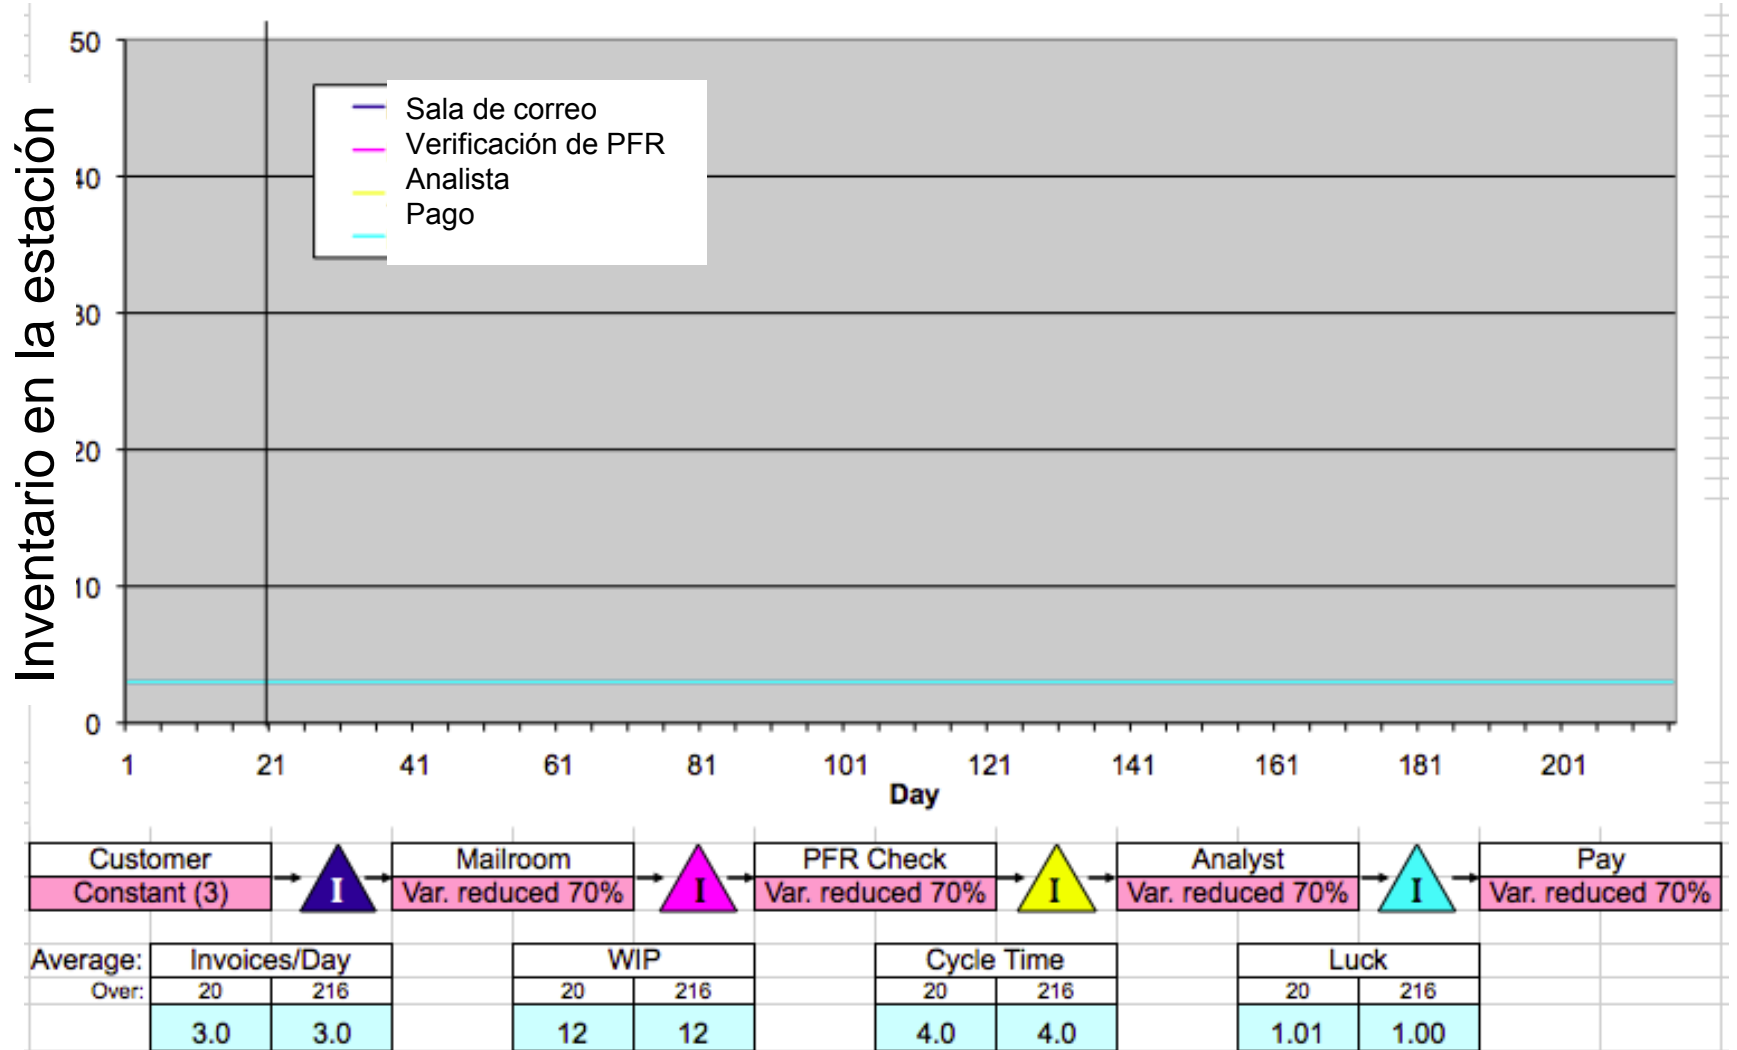 Inventario en la estación
50
40
30
20
10
0
Sala de correo
Verificación de PFR
Analista
Pago
1 21 41 61 81 101 121 141 161 181 201
Day
Customer Mailroom PFR Check Analyst Pay
Constant (3) I Var. reduced 70% I Var. reduced 70% I Var. reduced 70% I Var. reduced 70%
Average: Invoices/Day WIP Cycle Time Luck
Over: 20 216 20 216 20 216 20 216
3.0 3.0 12 12 4.0 4.0 1.01 1.00